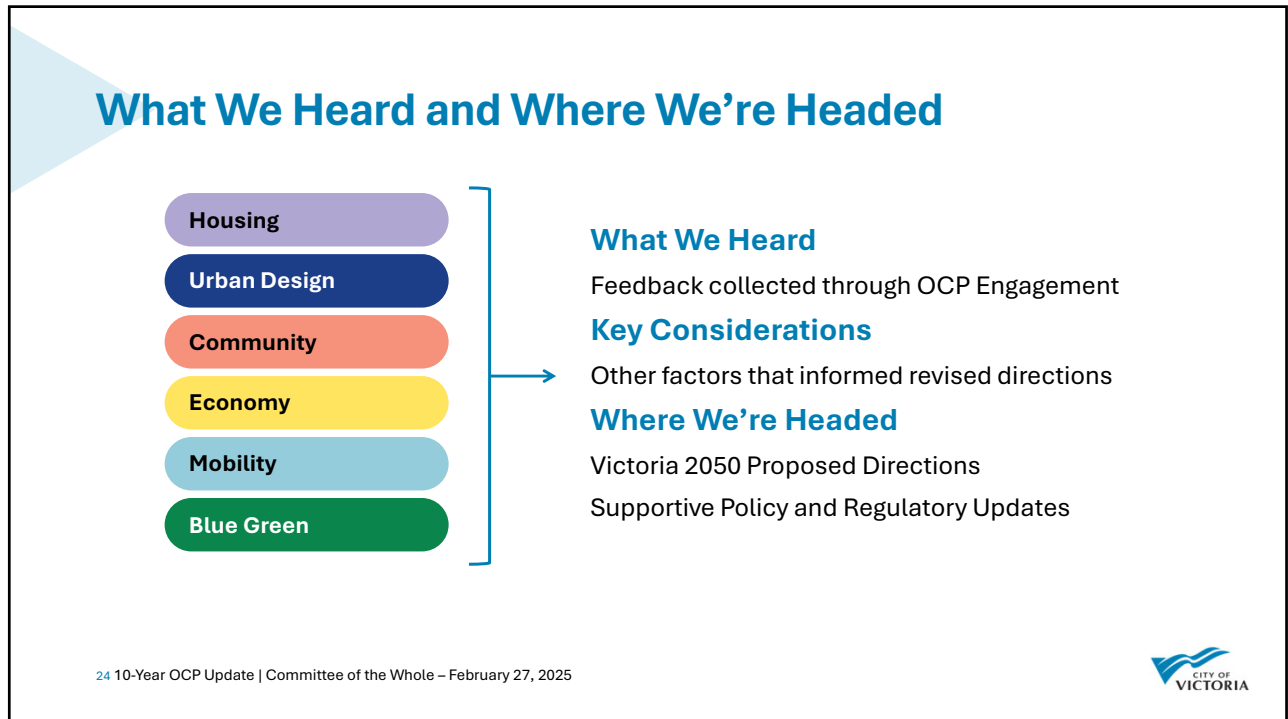 What We Heard and Where We’re Headed
Housing
Urban Design
Community
Economy
Mobility
Blue Green
What We Heard
Feedback collected through OCP Engagement
Key Considerations
Other factors that informed revised directions
Where We’re Headed
Victoria 2050 Proposed Directions
Supportive Policy and Regulatory Updates
24 10-Year OCP Update | Committee of the Whole – February 27, 2025
CITY OF
VICTORIA